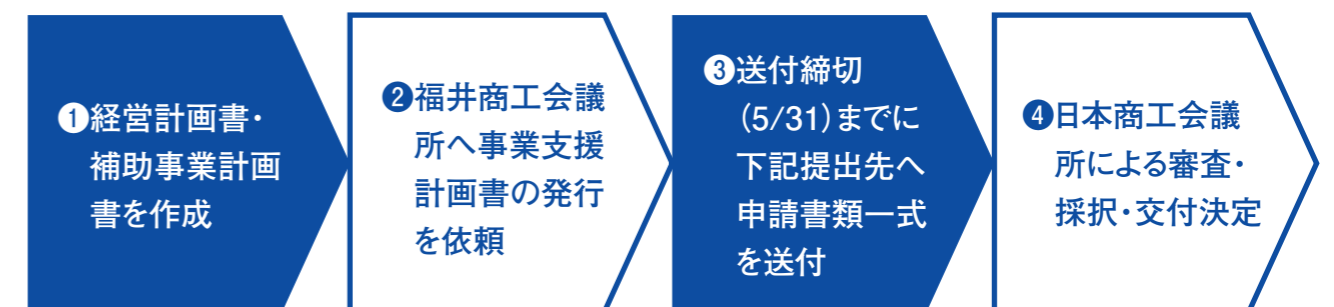 ❶経営計画書・
補助事業計画
書を作成
❷福井商工会議
所へ事業支援
計画書の発行
を依頼
❸送付締切
(5/31)までに
下記提出先へ
申請書類一式
を送付
❹日本商工会議
所による審査・
採択・交付決定